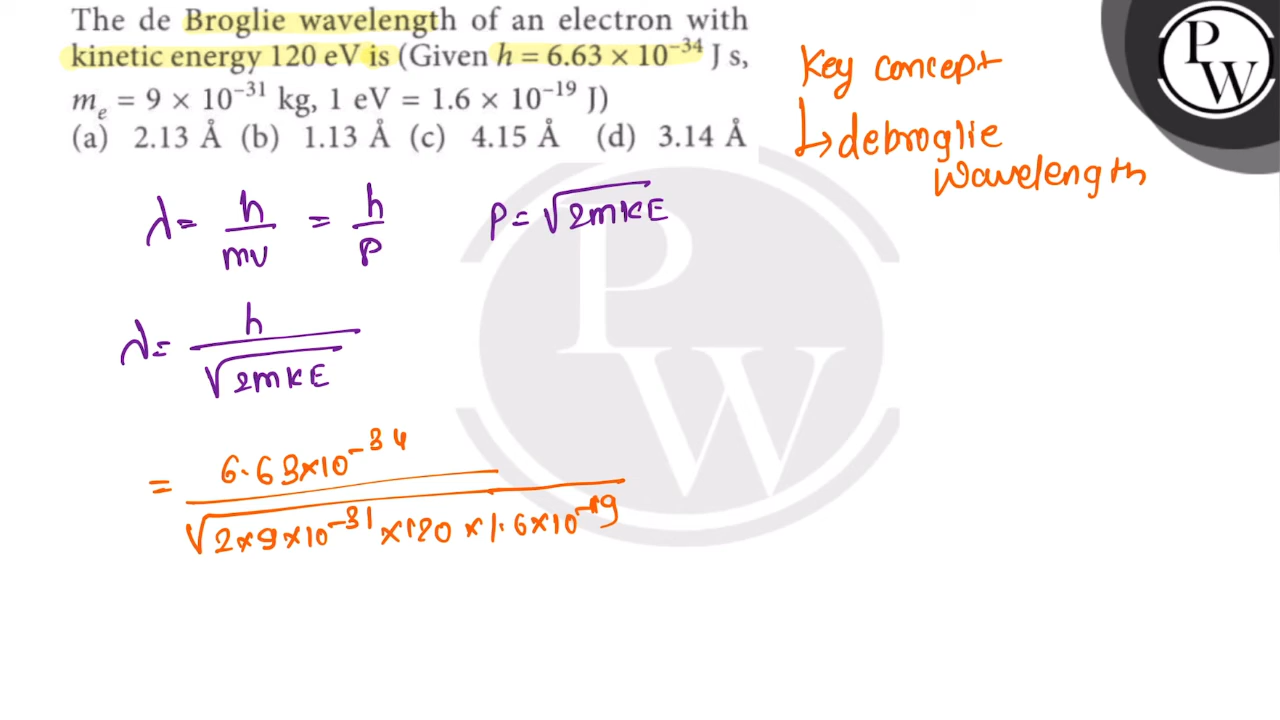 The de Broglie wavelength of an electron with
kinetic energy 120 eV is (Given h = 6.63 × 10⁻³⁴ J s,
mₑ = 9 × 10⁻³¹ kg, 1 eV = 1.6 × 10⁻¹⁹ J)
(a) 2.13 Å (b) 1.13 Å (c) 4.15 Å (d) 3.14 Å
Key concept
↳ debroglie
wavelength
PW
λ = h/mv = h/P P = √2mKE
λ = h/√2mKE
= 6.63×10⁻³⁴/√2×9×10⁻³¹×120×1.6×10⁻¹⁹
PW